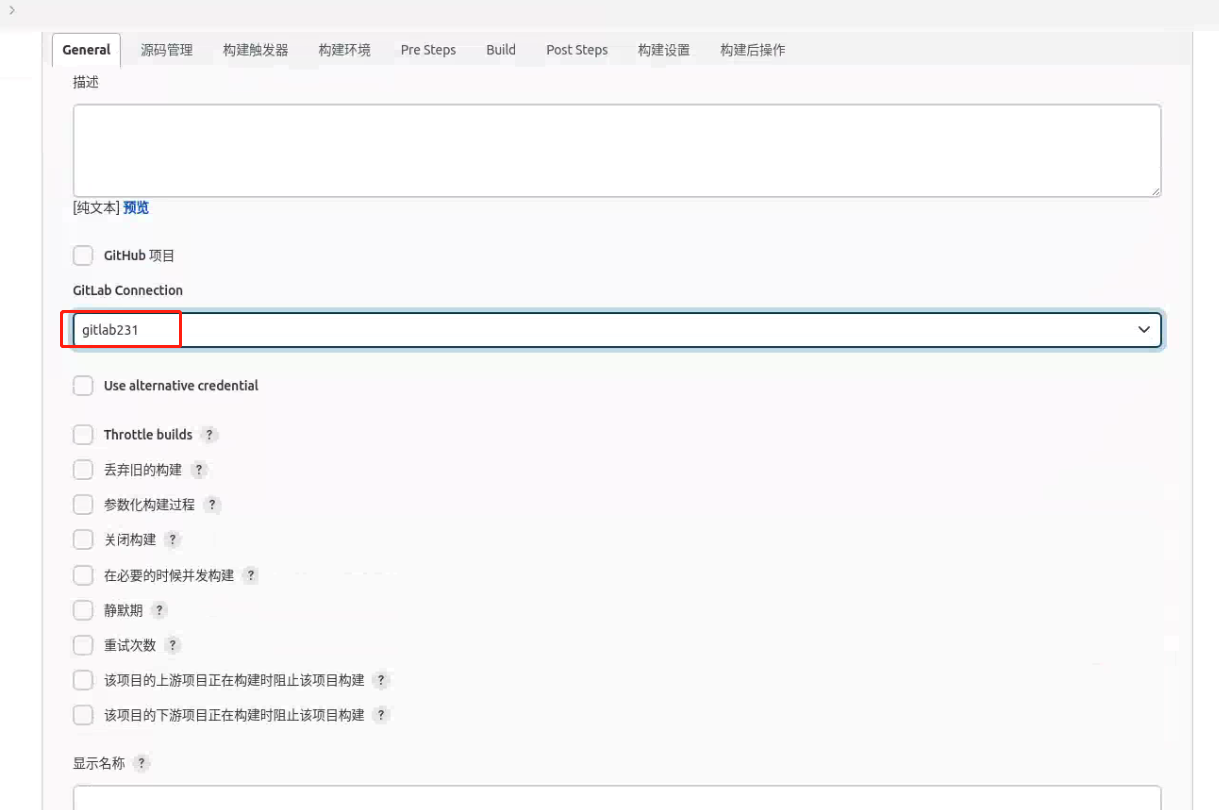 General 源码管理 构建触发器 构建环境 Pre Steps Build Post Steps 构建设置 构建后操作
描述
[纯文本] 预览
GitHub 项目
GitLab Connection
gitlab231
Use alternative credential
Throttle builds ?
丢弃旧的构建 ?
参数化构建过程 ?
关闭构建 ?
在必要的时候并发构建 ?
静默期 ?
重试次数 ?
该项目的上游项目正在构建时阻止该项目构建 ?
该项目的下游项目正在构建时阻止该项目构建 ?
显示名称 ?